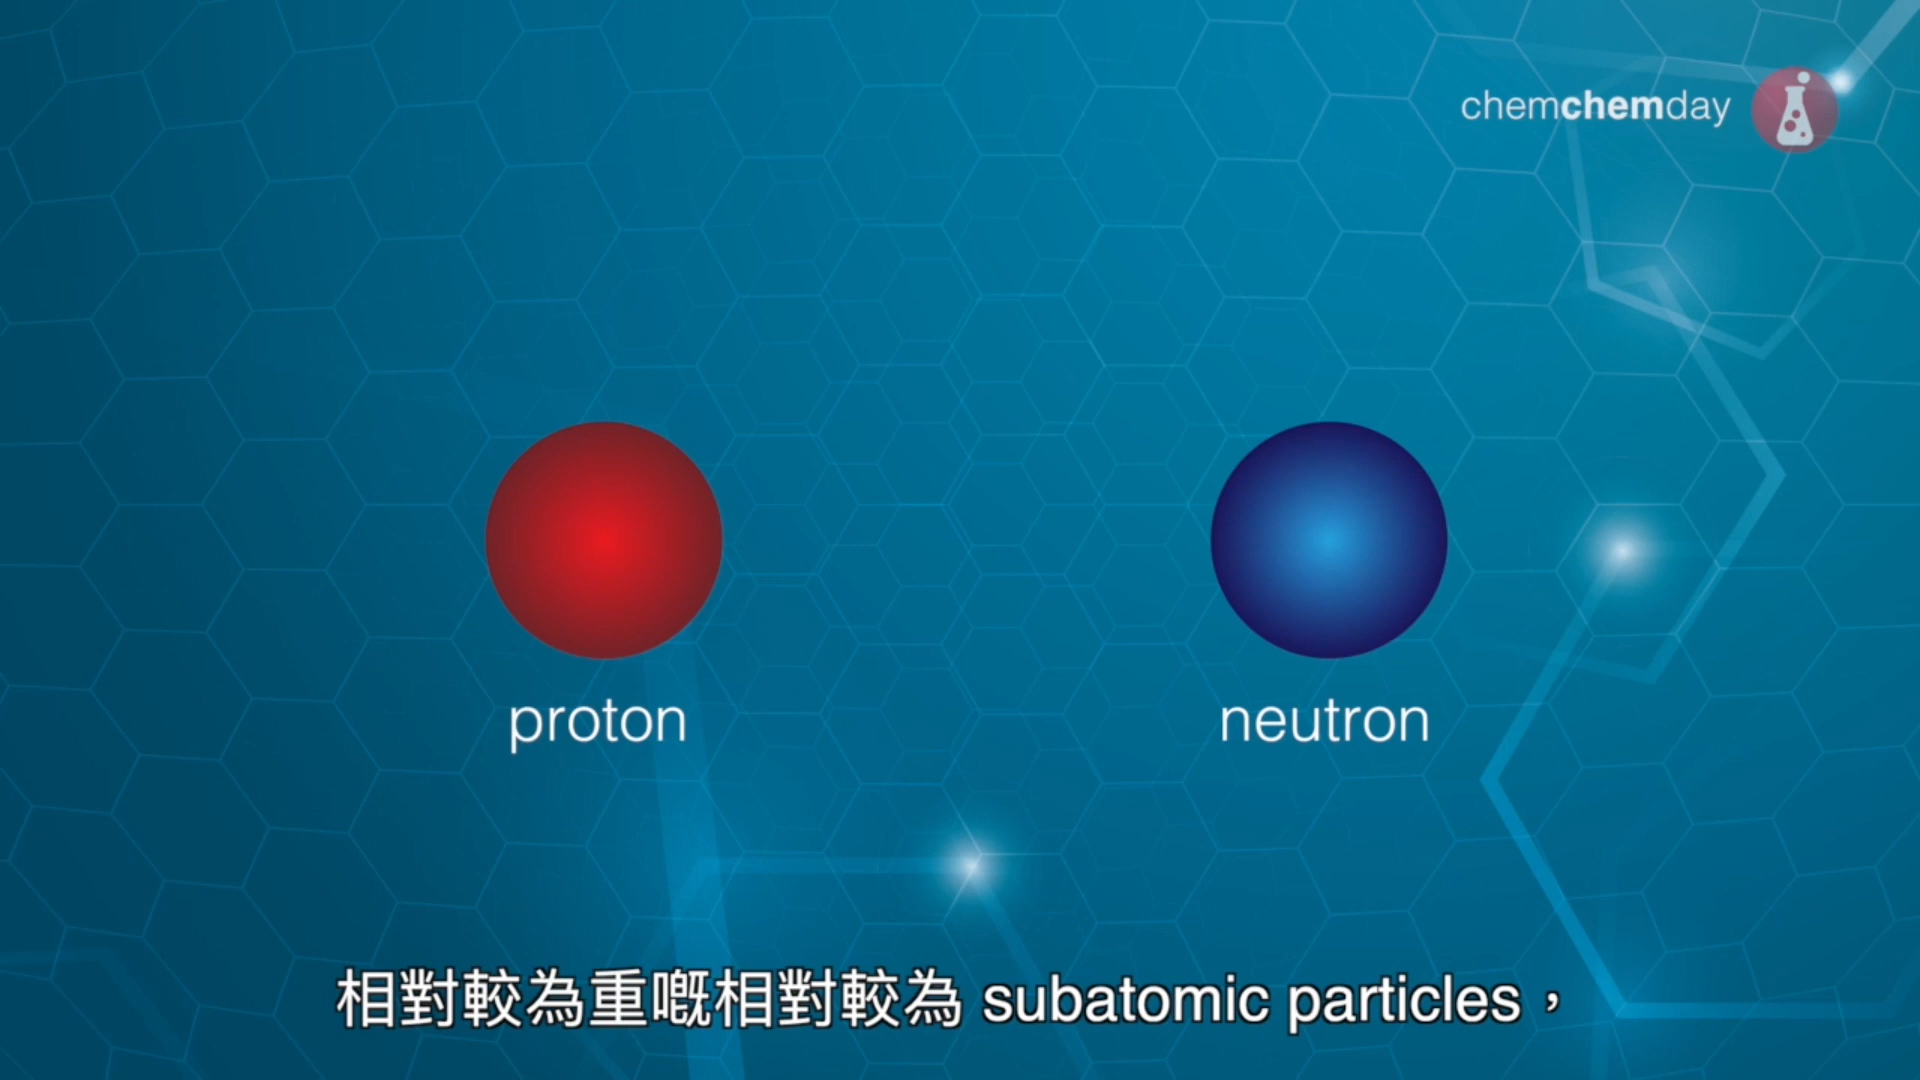 chemchemday
proton
neutron
相對較為重嘅相對較為 subatomic particles，